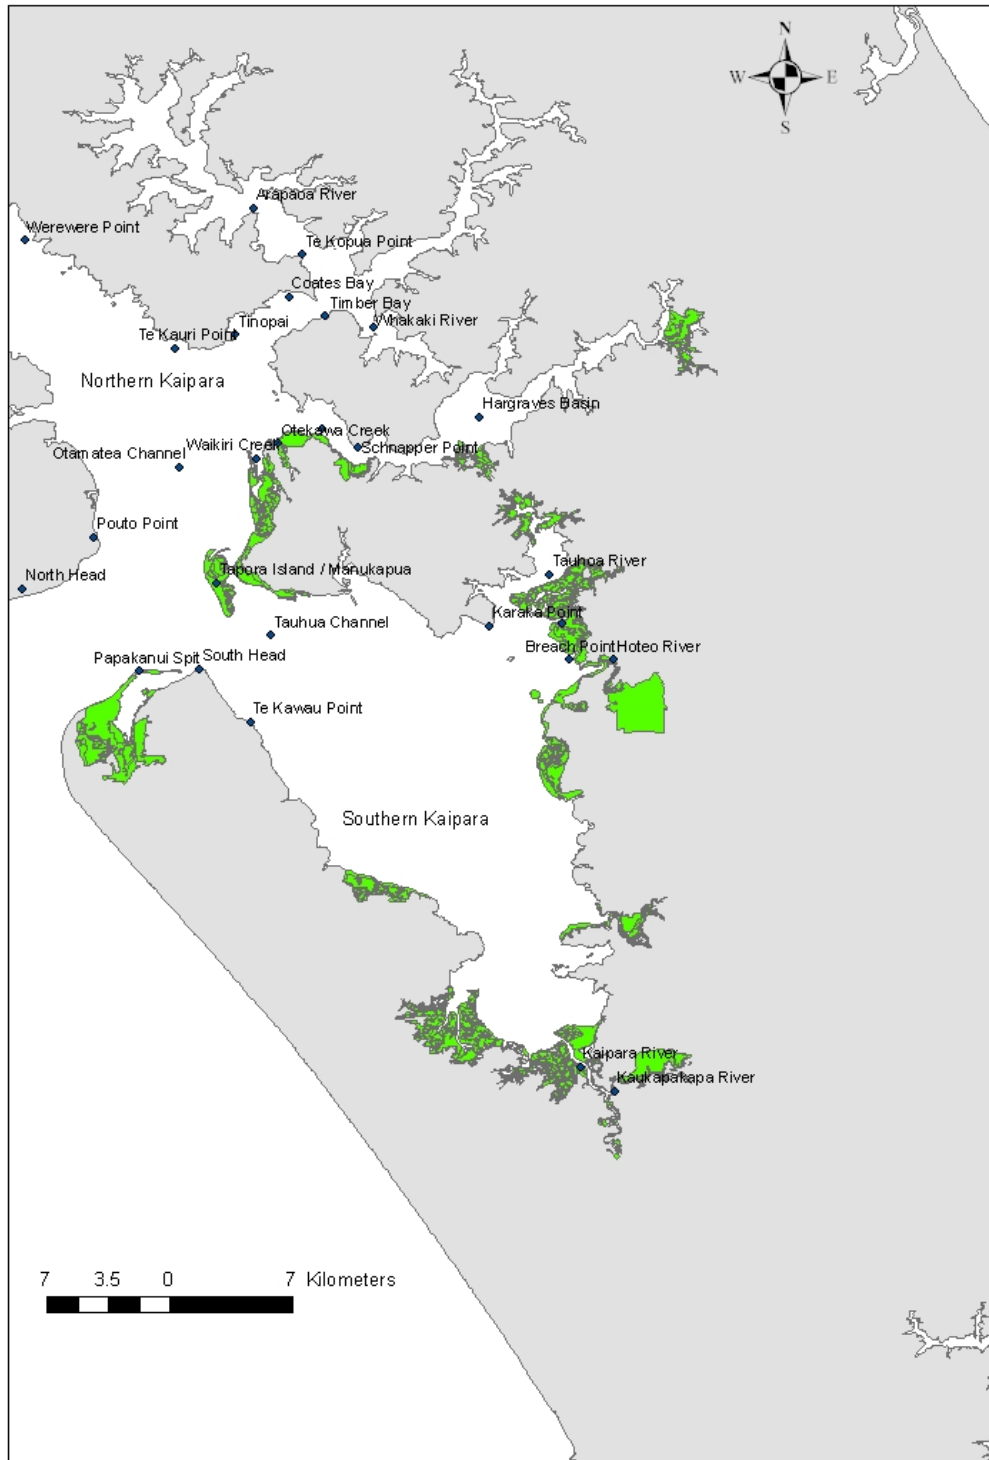 N
W E
S
Arapaoa River
Werewere Point
Te Kopua Point
Coates Bay
Timber Bay
Tinopai
Whakaki River
Te Kauri Point
Northern Kaipara
Hargraves Basin
Otekawa Creek
Waikiri Creek
Schnapper Point
Otamatea Channel
Pouto Point
Tauhoa River
North Head
Tapora Island / Manukapua
Karaka Point
Tauhua Channel
Breach Point
Hoteo River
Papakanui Spit
South Head
Te Kawau Point
Southern Kaipara
Kaipara River
Kaukapakapa River
7 3.5 0 7 Kilometers